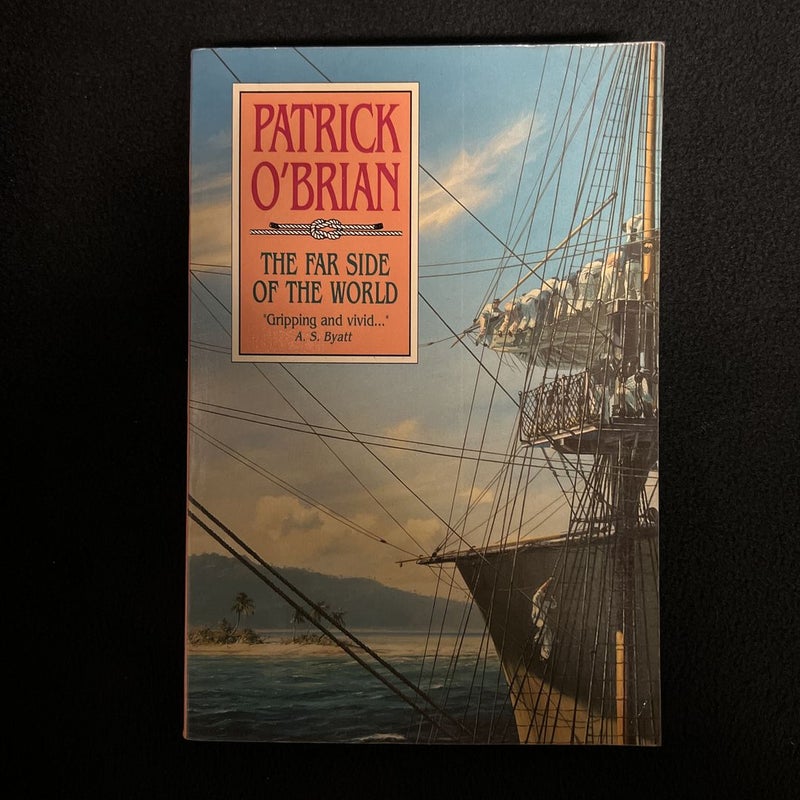 PATRICK
O'BRIAN
THE FAR SIDE
OF THE WORLD
'Gripping and vivid...'
A. S. Byatt